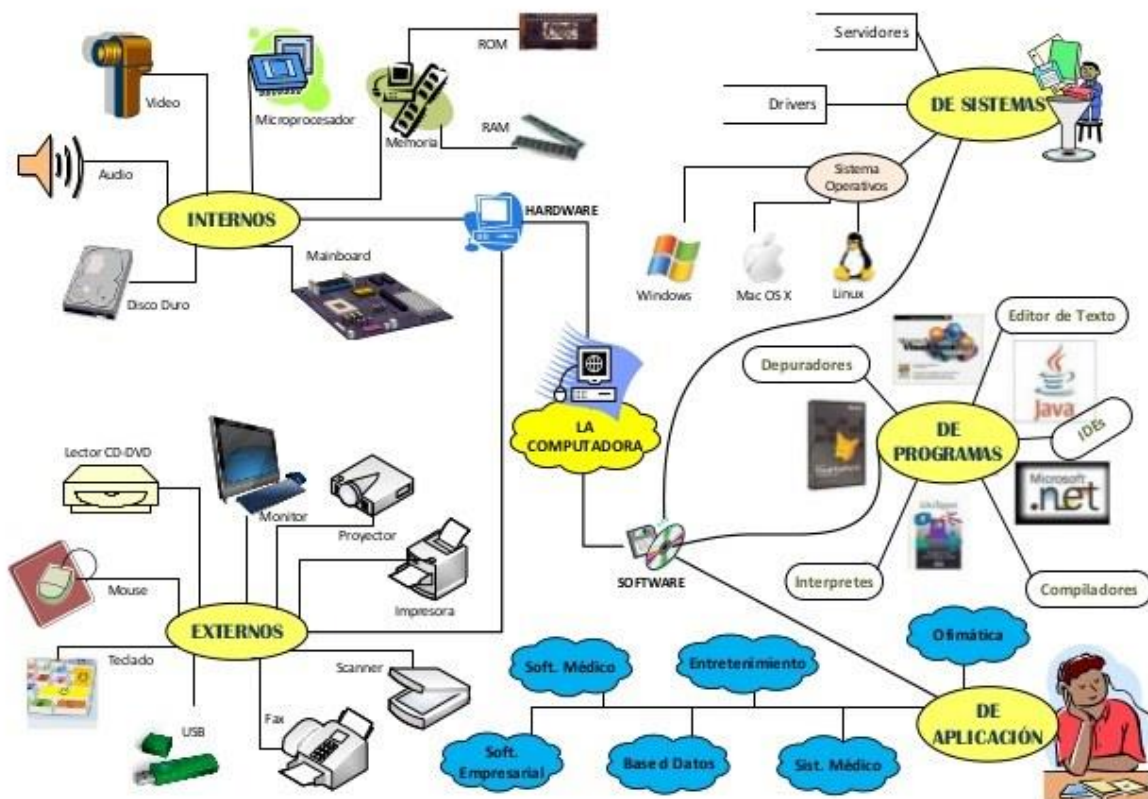 ROM
Video
Microprocesador
Memoria
RAM
Audio
INTERNOS
HARDWARE
Mainboard
Disco Duro
Servidores
DE SISTEMAS
Drivers
Sistema
Operativos
Windows
Mac OS X
Linux
LA
COMPUTADORA
Editor de Texto
Depuradores
Java
DE
PROGRAMAS
IDEs
Microsoft
.net
Interpretes
Compiladores
SOFTWARE
Lector CD-DVD
Monitor
Proyector
Mouse
Impresora
EXTERNOS
Teclado
Scanner
USB
Fax
Ofimática
Soft. Médico
Entretenimiento
DE
APLICACIÓN
Soft.
Empresarial
Base d Datos
Sist. Médico